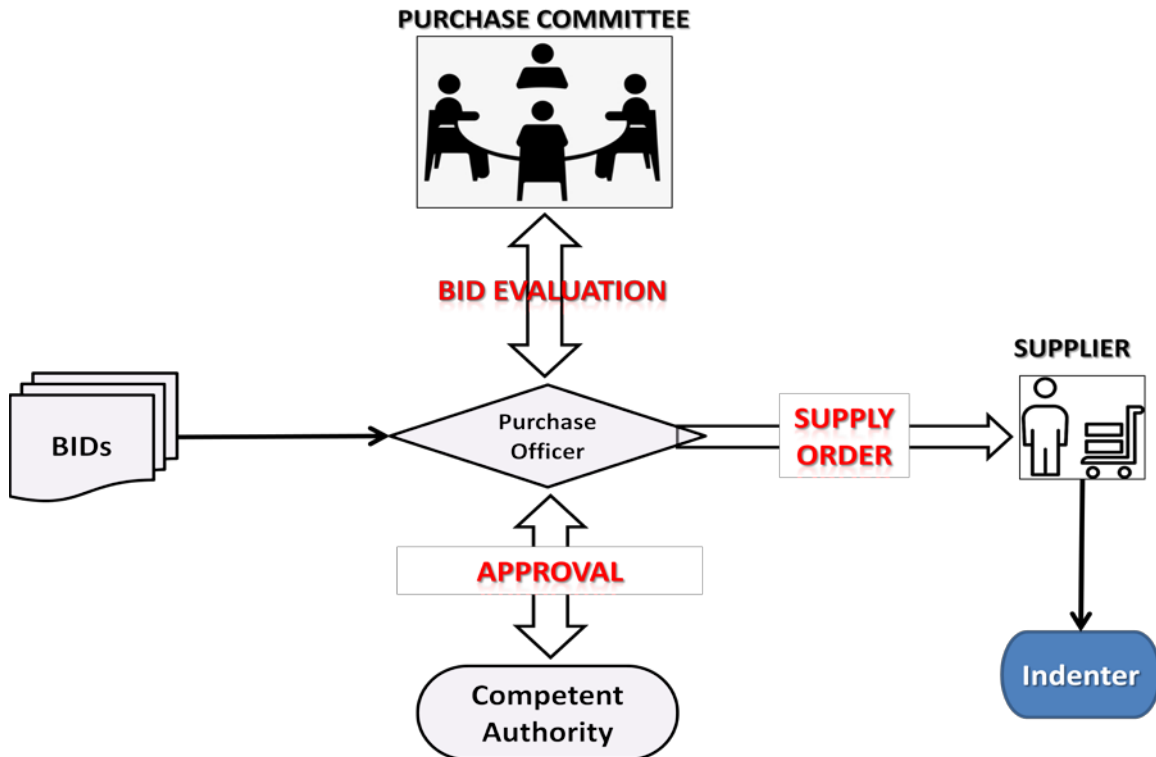 PURCHASE COMMITTEE
BID EVALUATION
SUPPLIER
BIDs
Purchase
Officer
SUPPLY
ORDER
APPROVAL
Competent
Authority
Indenter